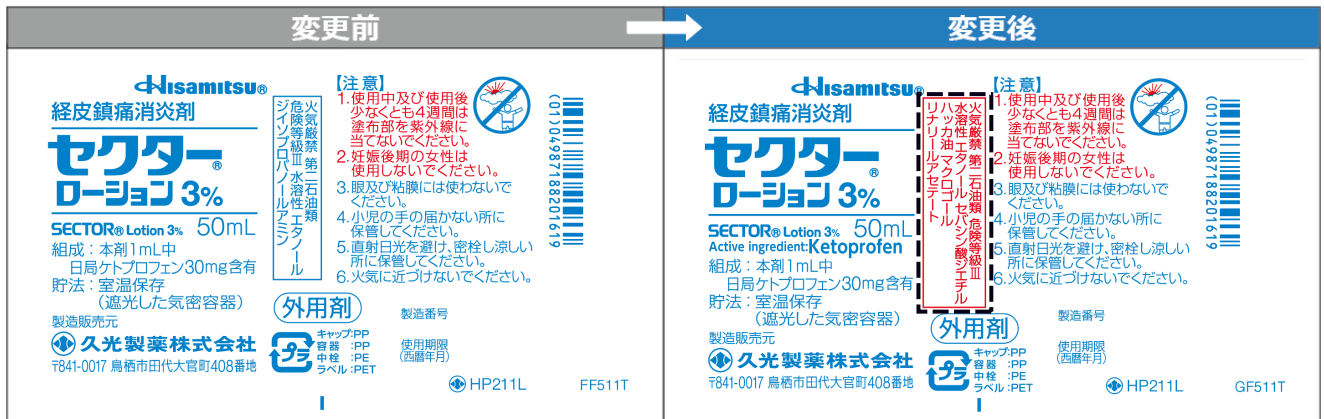 変更前
変更後
Hisamitsu®
経皮鎮痛消炎剤
セクター®
ローション 3%
SECTOR® Lotion 3% 50mL
組成：本剤1mL中
日局ケトプロフェン30mg含有
貯法：室温保存
（遮光した気密容器）
製造販売元
久光製薬株式会社
〒841-0017 鳥栖市田代大官町408番地
火気厳禁 第二石油類
危険等級Ⅲ 水溶性 エタノール
ジイソプロパノールアミン
外用剤
プラ
キャップ:PP
容器 :PP
中栓 :PE
ラベル :PET
【注意】
1.使用中及び使用後
少なくとも4週間は
塗布部を紫外線に
当てないでください。
2.妊娠後期の女性は
使用しないでください。
3.眼及び粘膜には使わないで
ください。
4.小児の手の届かない所に
保管してください。
5.直射日光を避け、密栓し涼しい
所に保管してください。
6.火気に近づけないでください。
製造番号
使用期限
(西暦年月)
HP211L
FF511T
(01)04987188201619
Hisamitsu®
経皮鎮痛消炎剤
セクター®
ローション 3%
SECTOR® Lotion 3% 50mL
Active ingredient:Ketoprofen
組成：本剤1mL中
日局ケトプロフェン30mg含有
貯法：室温保存
（遮光した気密容器）
製造販売元
久光製薬株式会社
〒841-0017 鳥栖市田代大官町408番地
火気厳禁 第二石油類 危険等級Ⅲ
水溶性 エタノール セバシン酸ジエチル
ハッカ油 マクロゴール
リナリールアセテート
外用剤
プラ
キャップ:PP
容器 :PP
中栓 :PE
ラベル :PET
【注意】
1.使用中及び使用後
少なくとも4週間は
塗布部を紫外線に
当てないでください。
2.妊娠後期の女性は
使用しないでください。
3.眼及び粘膜には使わないで
ください。
4.小児の手の届かない所に
保管してください。
5.直射日光を避け、密栓し涼しい
所に保管してください。
6.火気に近づけないでください。
製造番号
使用期限
(西暦年月)
HP211L
GF511T
(01)04987188201619